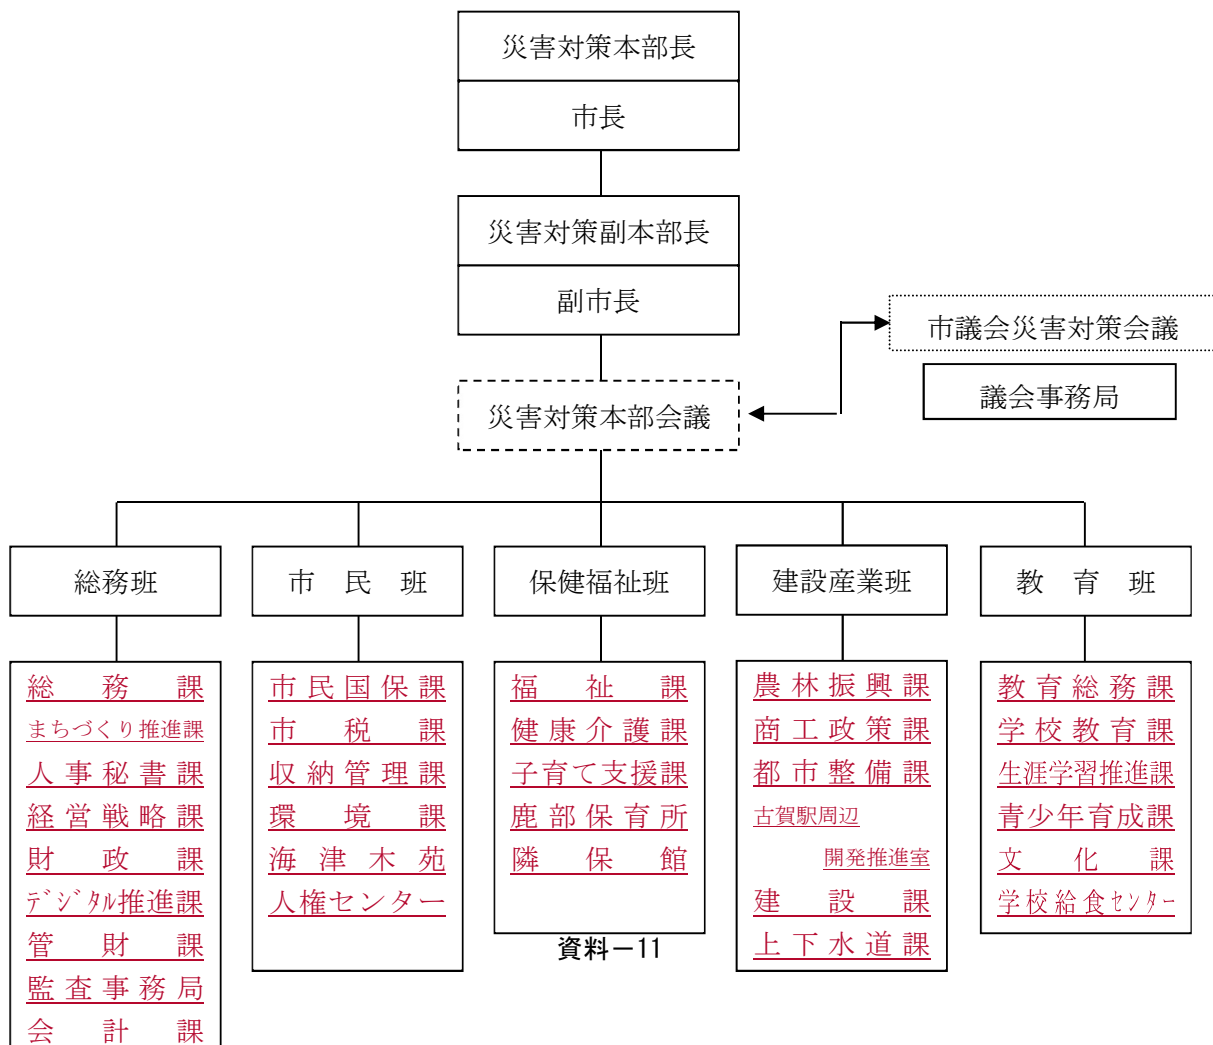 災害対策本部長
市長
災害対策副本部長
副市長
市議会災害対策会議
議会事務局
災害対策本部会議
総務班
市民班
保健福祉班
建設産業班
教育班
総務課
まちづくり推進課
人事秘書課
経営戦略課
財政課
ﾃﾞｼﾞﾀﾙ推進課
管財課
監査事務局
会計課
市民国保課
市税課
収納管理課
環境課
海津木苑
人権センター
福祉課
健康介護課
子育て支援課
鹿部保育所
隣保館
農林振興課
商工政策課
都市整備課
古賀駅周辺
開発推進室
建設課
上下水道課
教育総務課
学校教育課
生涯学習推進課
青少年育成課
文化課
学校給食ｾﾝﾀｰ
資料－11